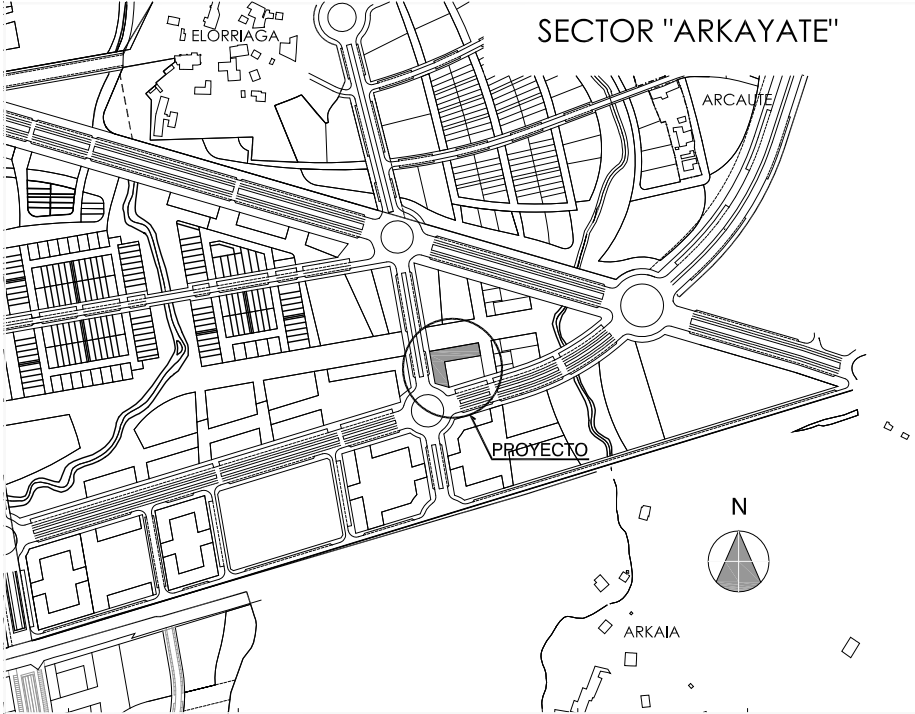 SECTOR "ARKAYATE"
ELORRIAGA
ARCAUTE
PROYECTO
N
ARKAIA